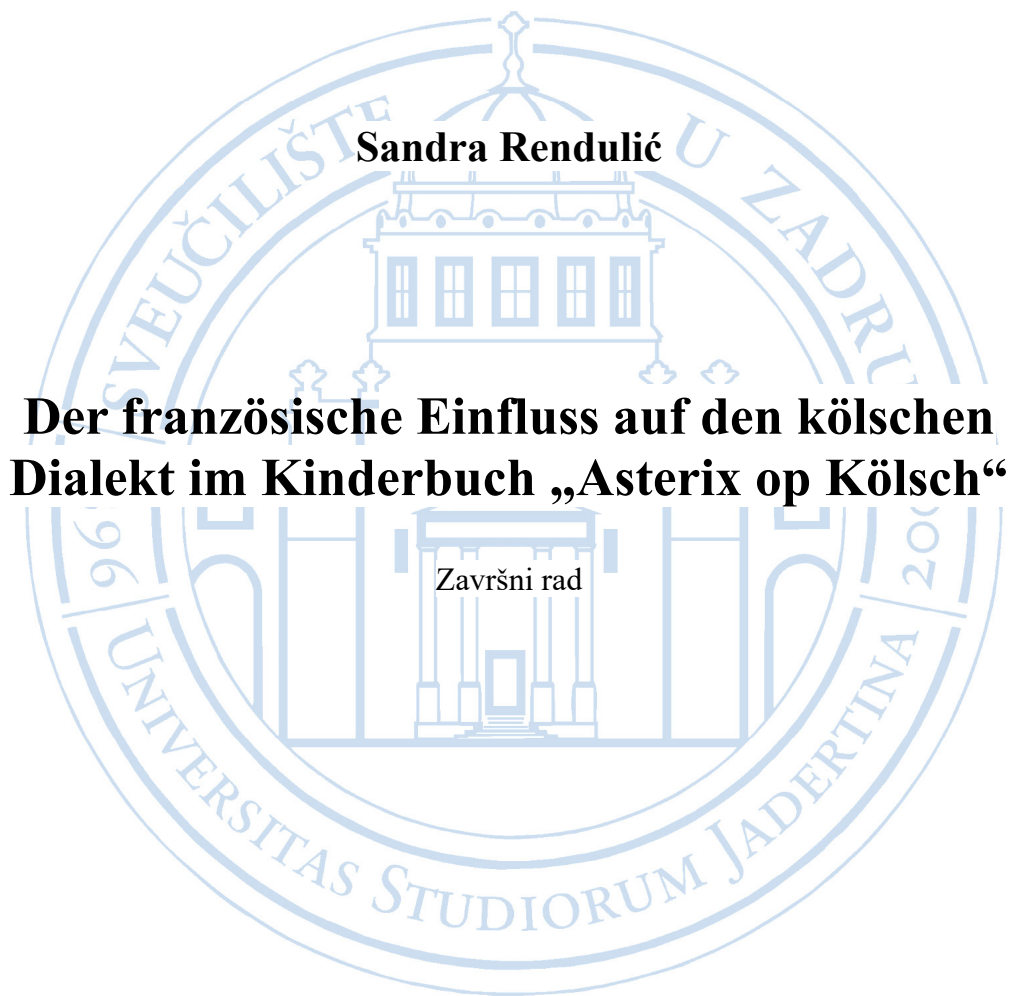 Sandra Rendulić
Der französische Einfluss auf den kölschen
Dialekt im Kinderbuch „Asterix op Kölsch“
Završni rad
SVEUČILIŠTE U ZADRU
UNIVERSITAS STUDIORUM JADERTINA